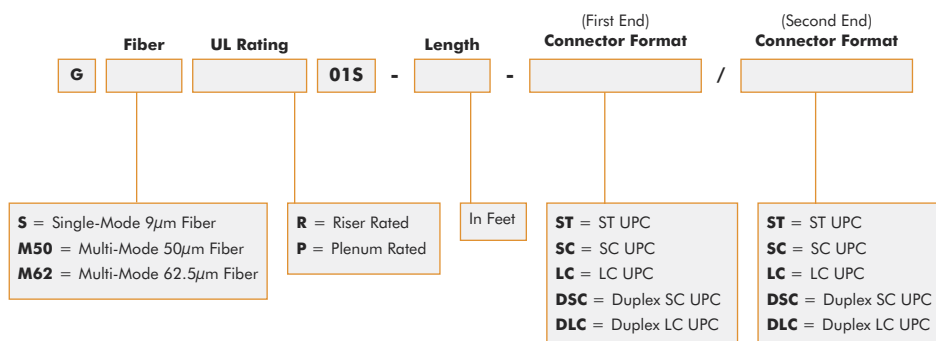 (First End)
(Second End)
Fiber
UL Rating
Length
Connector Format
Connector Format
G
01S
-
-
/
S = Single-Mode 9µm Fiber
M50 = Multi-Mode 50µm Fiber
M62 = Multi-Mode 62.5µm Fiber
R = Riser Rated
P = Plenum Rated
In Feet
ST = ST UPC
SC = SC UPC
LC = LC UPC
DSC = Duplex SC UPC
DLC = Duplex LC UPC
ST = ST UPC
SC = SC UPC
LC = LC UPC
DSC = Duplex SC UPC
DLC = Duplex LC UPC